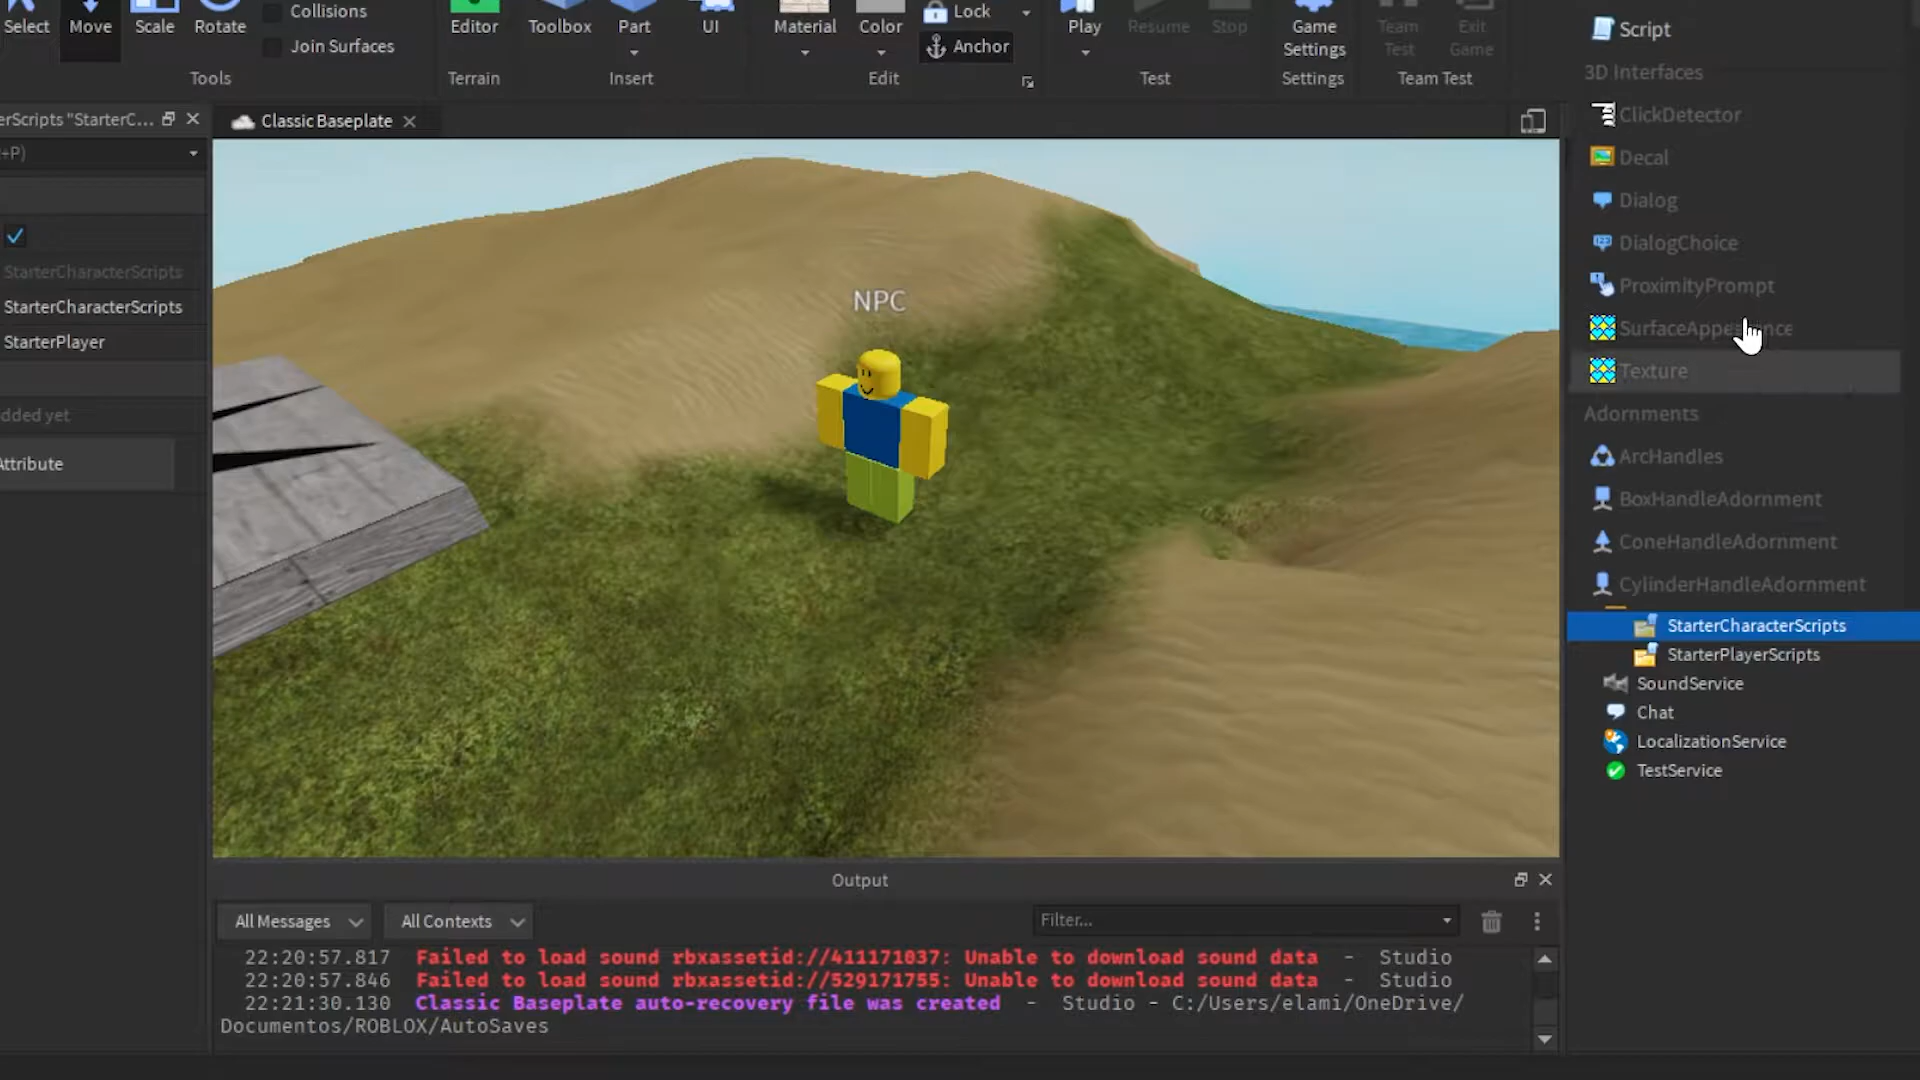 Select
Move
Scale
Rotate
Collisions
Join Surfaces
Tools
Editor
Terrain
Toolbox
Part
UI
Insert
Material
Color
Lock
Anchor
Edit
Play
Resume
Stop
Test
Game
Settings
Settings
Team
Test
Exit
Game
Team Test
erScripts "StarterC...
Classic Baseplate
+P)
StarterCharacterScripts
StarterCharacterScripts
StarterPlayer
dded yet
Attribute
NPC
Script
3D Interfaces
ClickDetector
Decal
Dialog
DialogChoice
ProximityPrompt
SurfaceAppearance
Texture
Adornments
ArcHandles
BoxHandleAdornment
ConeHandleAdornment
CylinderHandleAdornment
StarterCharacterScripts
StarterPlayerScripts
SoundService
Chat
LocalizationService
TestService
Output
All Messages
All Contexts
Filter...
22:20:57.817 Failed to load sound rbxassetid://411171037: Unable to download sound data - Studio
22:20:57.846 Failed to load sound rbxassetid://529171755: Unable to download sound data - Studio
22:21:30.130 Classic Baseplate auto-recovery file was created - Studio - C:/Users/elami/OneDrive/
Documentos/ROBLOX/AutoSaves